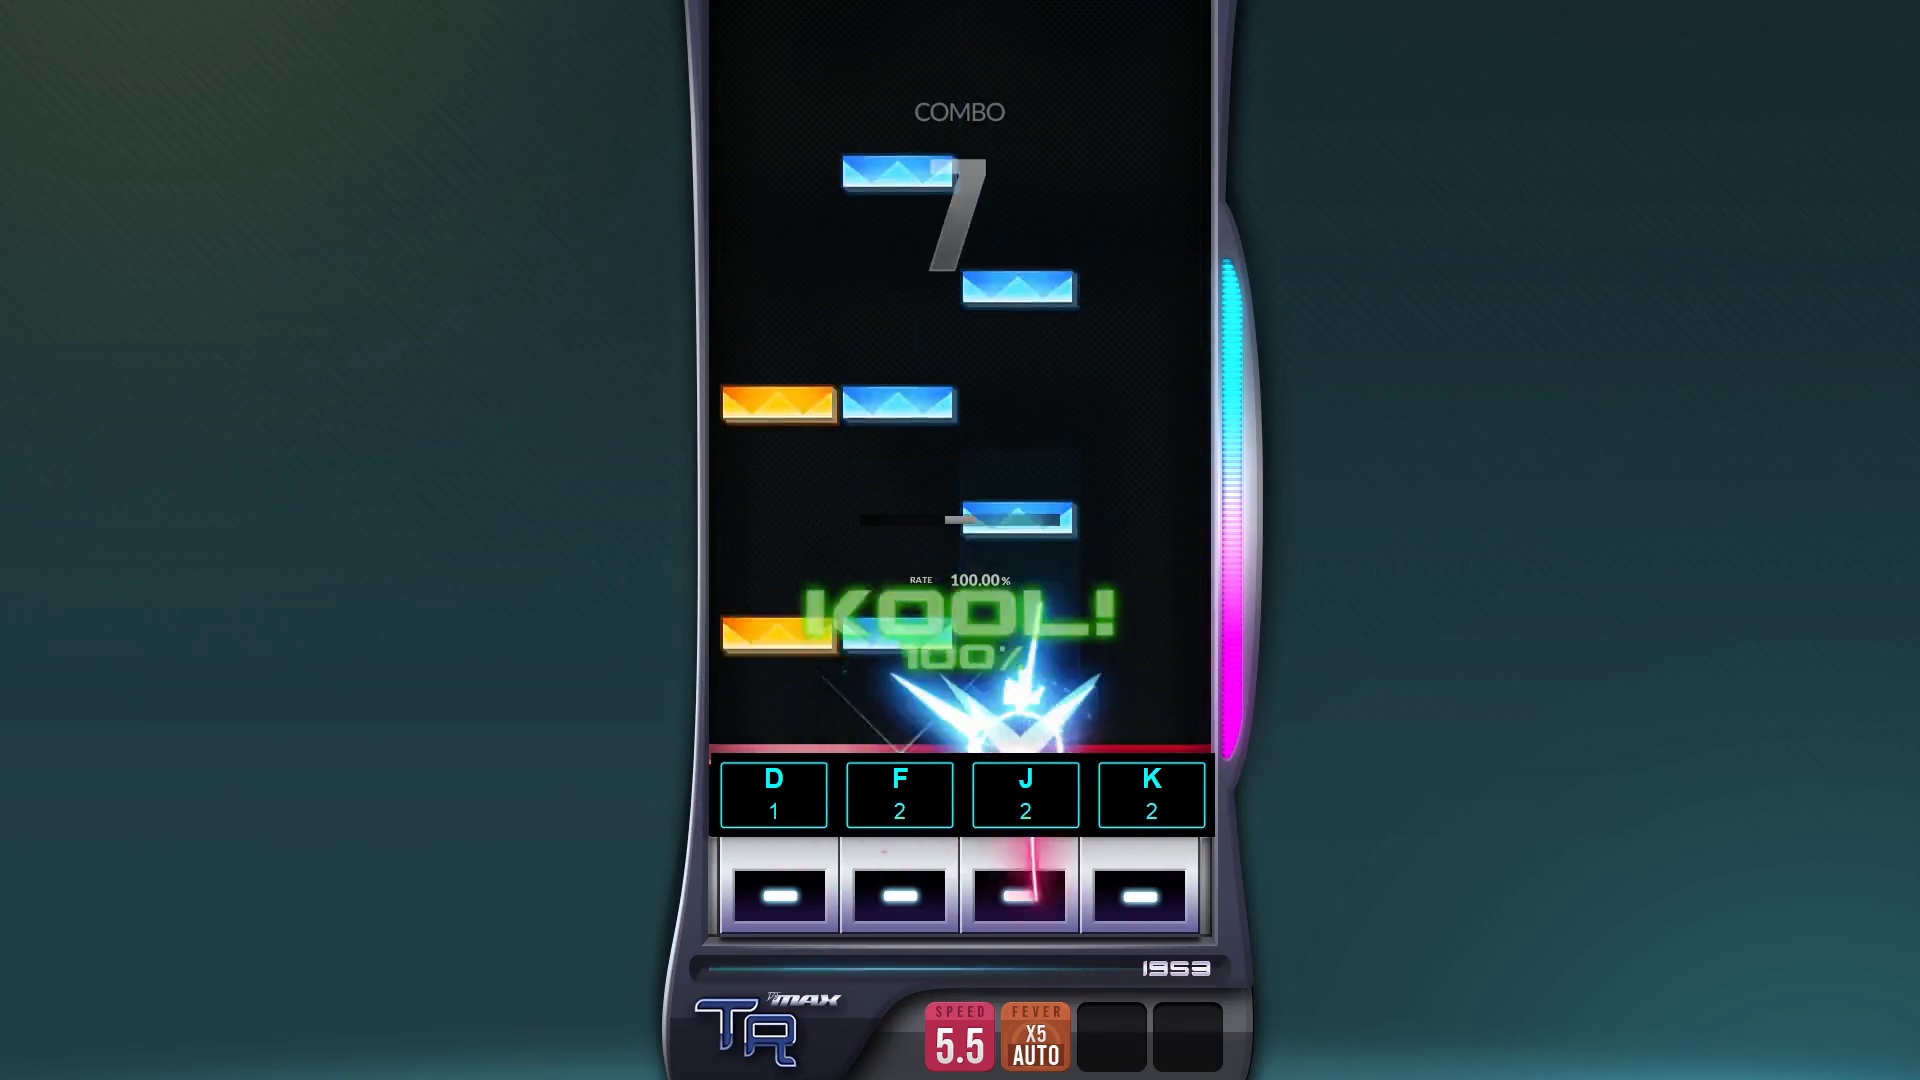 COMBO
7
RATE 100.00%
KOOL!
100%
D F J K
1 2 2 2
1953
MAX
TR
SPEED FEVER
5.5 X5
AUTO